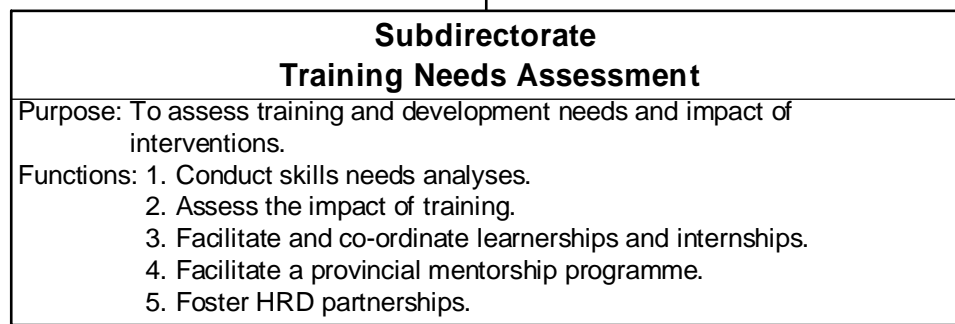 Subdirectorate
Training Needs Assessment
Purpose: To assess training and development needs and impact of
interventions.
Functions: 1. Conduct skills needs analyses.
2. Assess the impact of training.
3. Facilitate and co-ordinate learnerships and internships.
4. Facilitate a provincial mentorship programme.
5. Foster HRD partnerships.